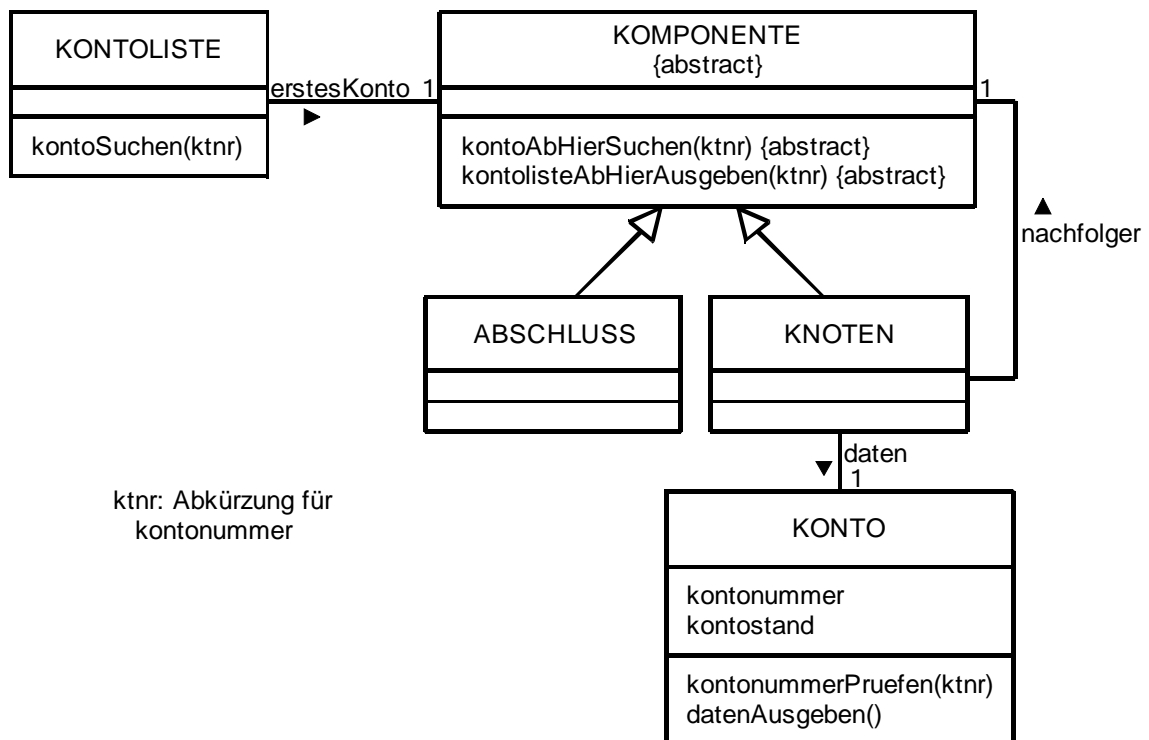 KONTOLISTE
kontoSuchen(ktnr)
erstesKonto 1
KOMPONENTE
{abstract}
kontoAbHierSuchen(ktnr) {abstract}
kontolisteAbHierAusgeben(ktnr) {abstract}
1
nachfolger
ABSCHLUSS
KNOTEN
daten
1
ktnr: Abkürzung für
kontonummer
KONTO
kontonummer
kontostand
kontonummerPruefen(ktnr)
datenAusgeben()